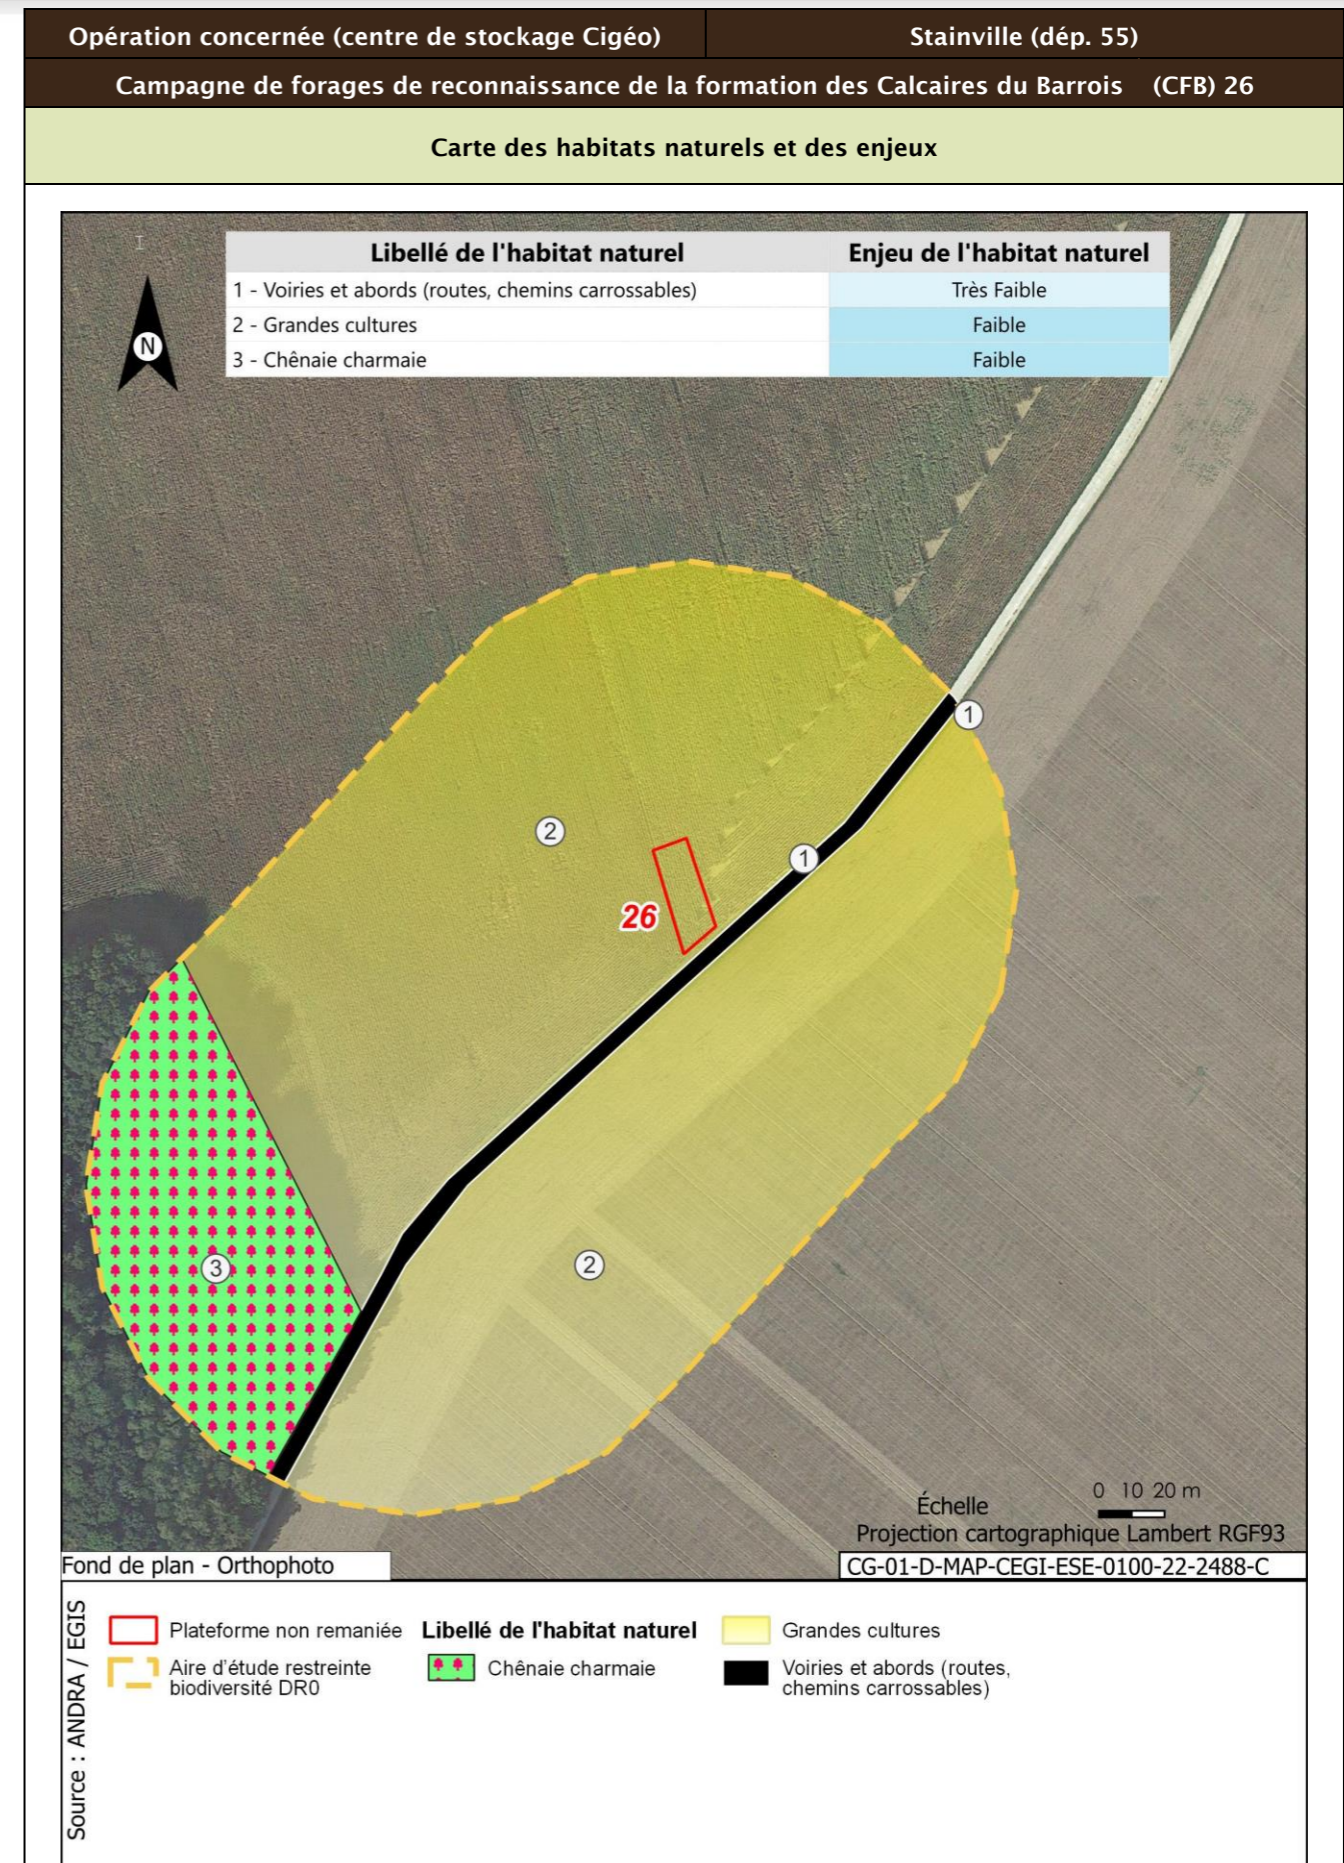 Opération concernée (centre de stockage Cigéo) Stainville (dép. 55)
Campagne de forages de reconnaissance de la formation des Calcaires du Barrois (CFB) 26
Carte des habitats naturels et des enjeux
Libellé de l'habitat naturel Enjeu de l'habitat naturel
1 - Voiries et abords (routes, chemins carrossables) Très Faible
2 - Grandes cultures Faible
3 - Chênaie charmaie Faible
N
1
2
1
26
3
2
0 10 20 m
Échelle
Projection cartographique Lambert RGF93
Fond de plan - Orthophoto
CG-01-D-MAP-CEGI-ESE-0100-22-2488-C
Source : ANDRA / EGIS
Plateforme non remaniée
Aire d'étude restreinte
biodiversité DR0
Libellé de l'habitat naturel
Chênaie charmaie
Grandes cultures
Voiries et abords (routes,
chemins carrossables)